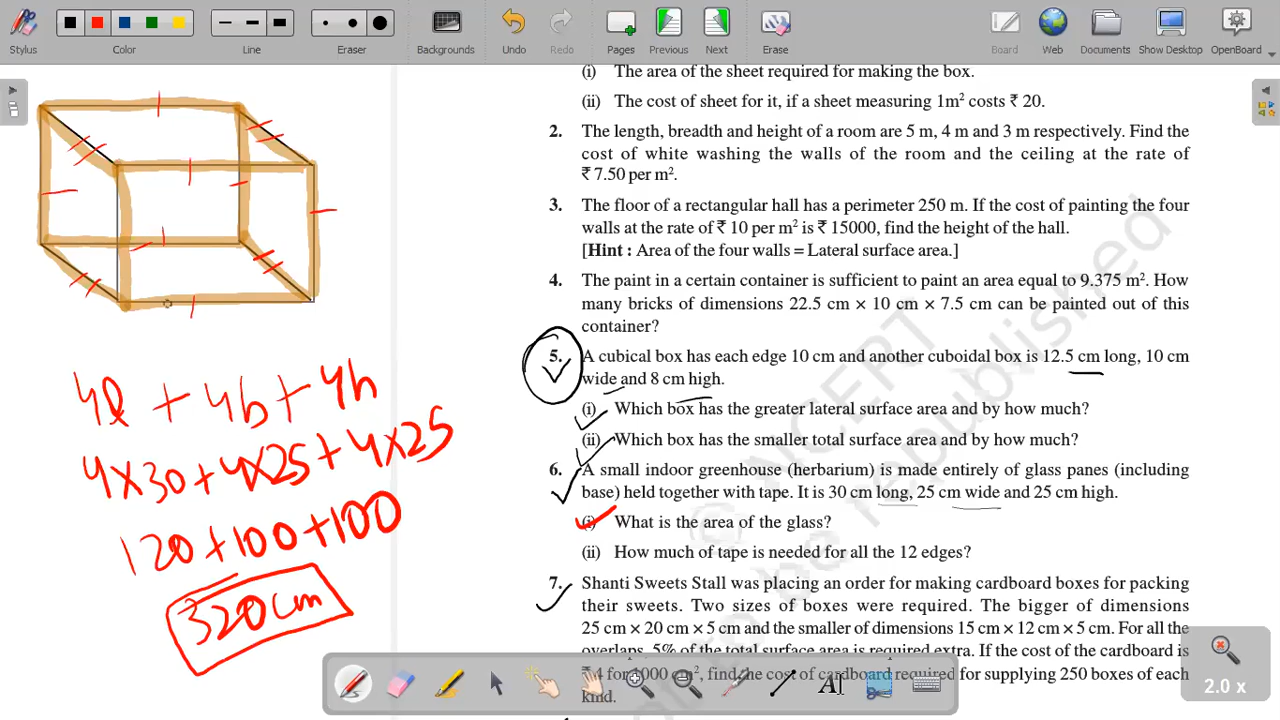 Stylus Color Line Eraser Backgrounds Undo Redo Pages Previous Next Erase Board Web Documents Show Desktop OpenBoard
(i) The area of the sheet required for making the box.
(ii) The cost of sheet for it, if a sheet measuring 1m² costs ₹ 20.
2. The length, breadth and height of a room are 5 m, 4 m and 3 m respectively. Find the
cost of white washing the walls of the room and the ceiling at the rate of
₹ 7.50 per m².
3. The floor of a rectangular hall has a perimeter 250 m. If the cost of painting the four
walls at the rate of ₹ 10 per m² is ₹ 15000, find the height of the hall.
[Hint : Area of the four walls = Lateral surface area.]
4. The paint in a certain container is sufficient to paint an area equal to 9.375 m². How
many bricks of dimensions 22.5 cm × 10 cm × 7.5 cm can be painted out of this
container?
5. A cubical box has each edge 10 cm and another cuboidal box is 12.5 cm long, 10 cm
wide and 8 cm high.
(i) Which box has the greater lateral surface area and by how much?
(ii) Which box has the smaller total surface area and by how much?
6. A small indoor greenhouse (herbarium) is made entirely of glass panes (including
base) held together with tape. It is 30 cm long, 25 cm wide and 25 cm high.
(i) What is the area of the glass?
(ii) How much of tape is needed for all the 12 edges?
7. Shanti Sweets Stall was placing an order for making cardboard boxes for packing
their sweets. Two sizes of boxes were required. The bigger of dimensions
25 cm × 20 cm × 5 cm and the smaller of dimensions 15 cm × 12 cm × 5 cm. For all the
overlaps, 5% of the total surface area is required extra. If the cost of the cardboard is
₹ 4 for 1000 cm², find the cost of cardboard required for supplying 250 boxes of each
kind.
4l + 4b + 4h
4×30 + 4×25 + 4×25
120 + 100 + 100
320 cm
© NCERT
not to be republished
2.0 x